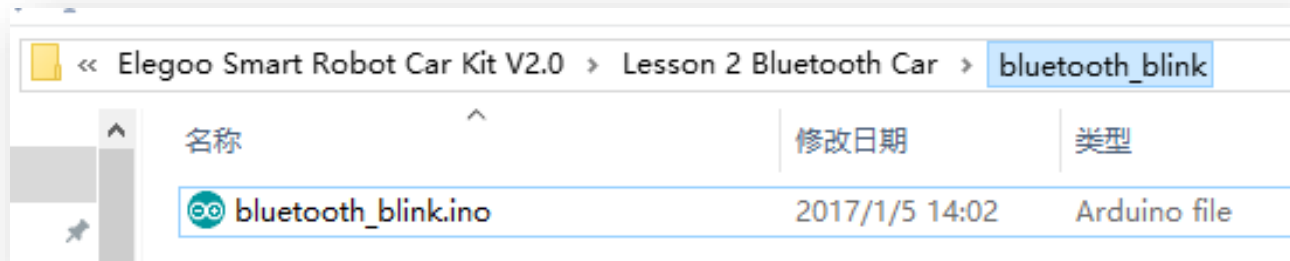 « Elegoo Smart Robot Car Kit V2.0 > Lesson 2 Bluetooth Car > bluetooth_blink
名称 修改日期 类型
bluetooth_blink.ino 2017/1/5 14:02 Arduino file